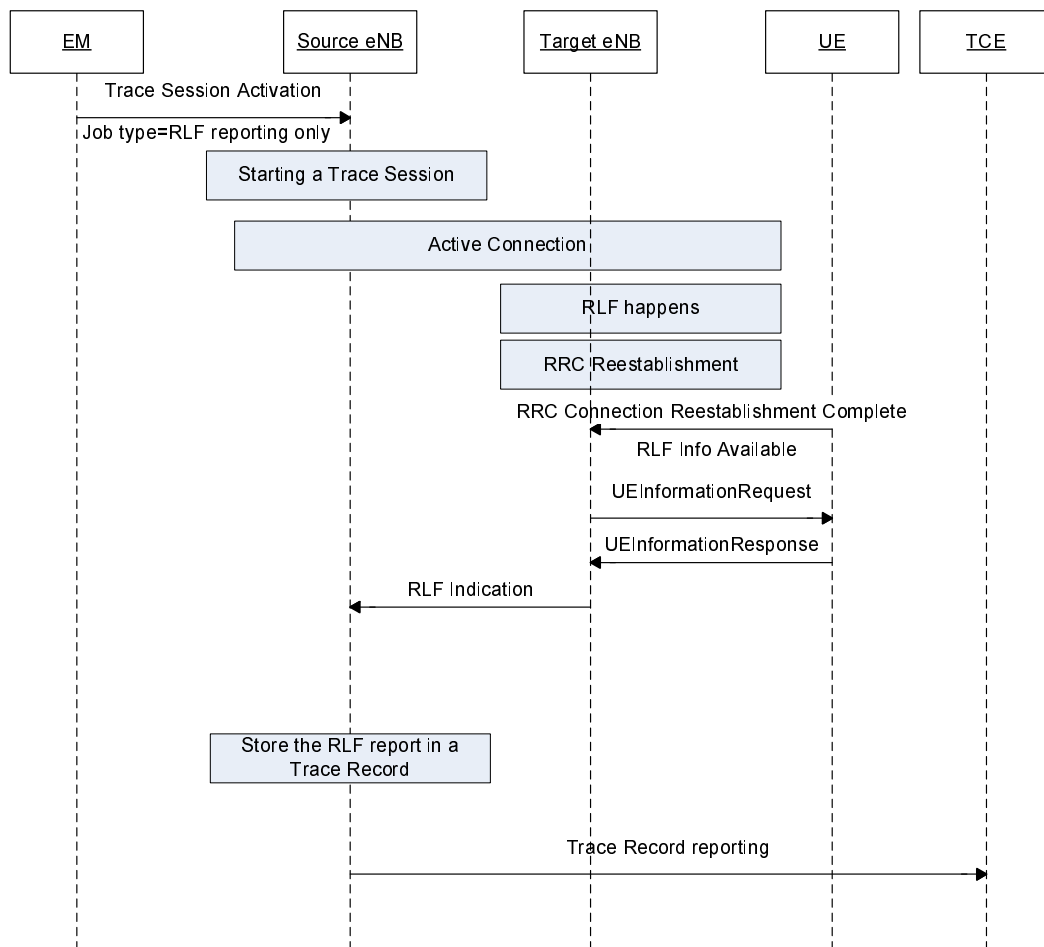 EM
Source eNB
Target eNB
UE
TCE
Trace Session Activation
Job type=RLF reporting only
Starting a Trace Session
Active Connection
RLF happens
RRC Reestablishment
RRC Connection Reestablishment Complete
RLF Info Available
UEInformationRequest
UEInformationResponse
RLF Indication
Store the RLF report in a
Trace Record
Trace Record reporting